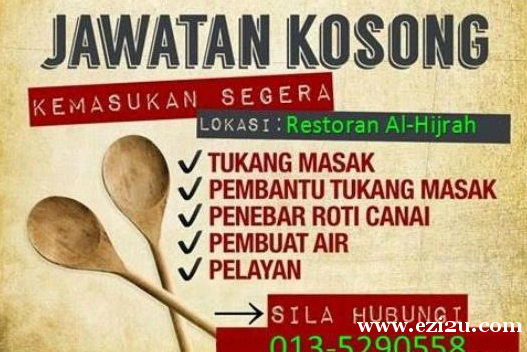 JAWATAN KOSONG
KEMASUKAN SEGERA
LOKASI: Restoran Al-Hijrah
TUKANG MASAK
PEMBANTU TUKANG MASAK
PENEBAR ROTI CANAI
PEMBUAT AIR
PELAYAN
SILA HUBUNGI
www.ezi2u.com
013-5290558